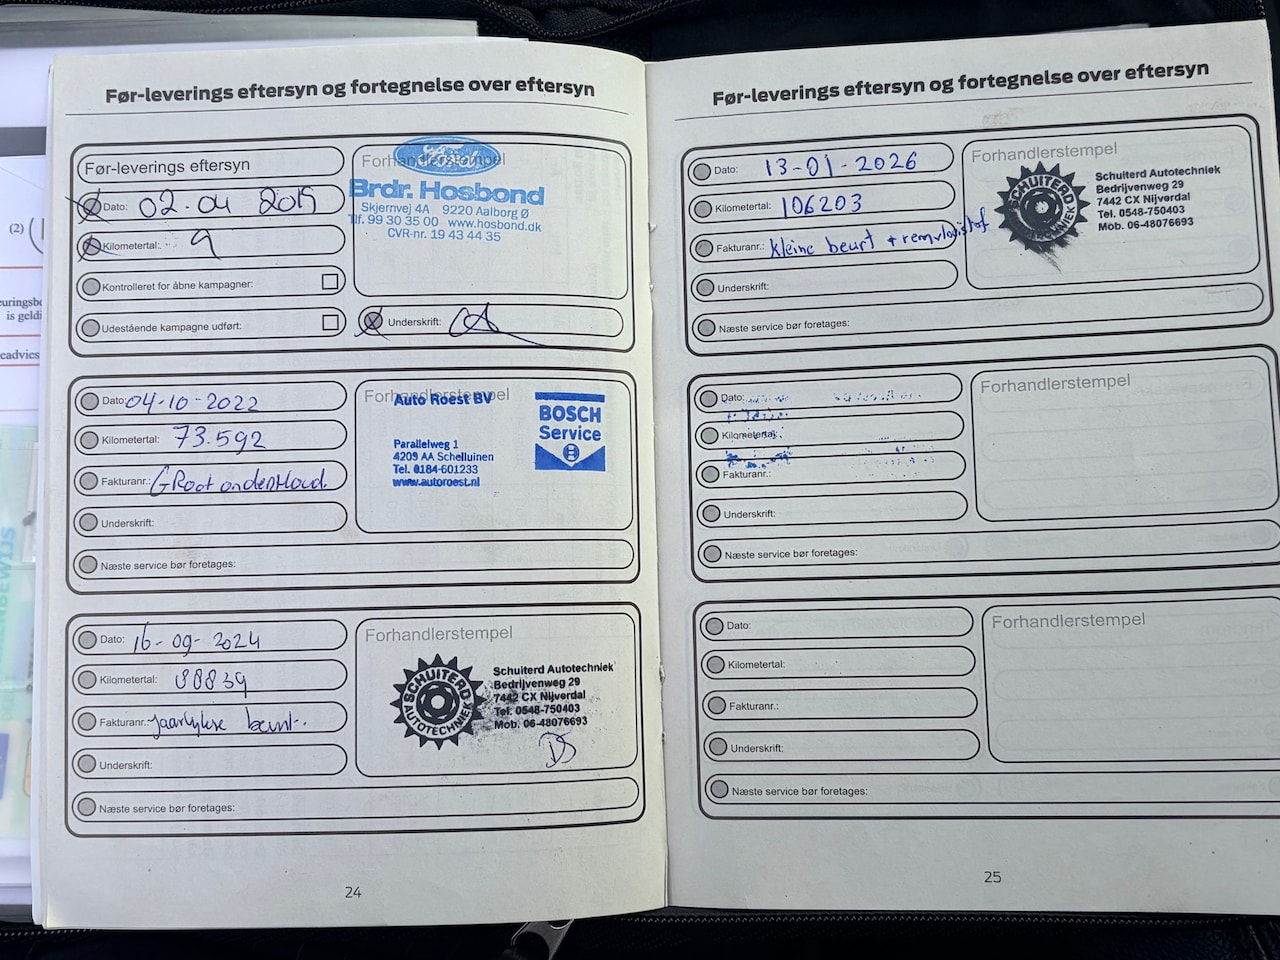 Før-leverings eftersyn og fortegnelse over eftersyn
Før-leverings eftersyn
Dato: 02-04 2019
Kilometertal: 9
Kontrolleret for åbne kampagner:
Udestående kampagne udført:
Forhandlerstempel
Ford
Brdr. Hosbond
Skjernvej 4A 9220 Aalborg Ø
Tlf. 99 30 35 00 www.hosbond.dk
CVR-nr. 19 43 44 35
Underskrift:
Dato: 04-10-2022
Kilometertal: 73.592
Fakturanr.: GRoot onderHoud
Underskrift:
Næste service bør foretages:
Forhandlerstempel
Auto Roest BV
Parallelweg 1
4209 AA Schelluinen
Tel. 0184-601233
www.autoroest.nl
BOSCH
Service
Dato: 16-09-2024
Kilometertal: 88839
Fakturanr.: jaarlykse beurt.
Underskrift:
Næste service bør foretages:
Forhandlerstempel
SCHUITERD AUTOTECHNIEK
Schuiterd Autotechniek
Bedrijvenweg 29
7442 CX Nijverdal
Tel. 0548-750403
Mob. 06-48076693
DS
24
Før-leverings eftersyn og fortegnelse over eftersyn
Dato: 13-01-2026
Kilometertal: 106203
Fakturanr.: kleine beurt + remvloeistof
Underskrift:
Næste service bør foretages:
Forhandlerstempel
SCHUITERD
Schuiterd Autotechniek
Bedrijvenweg 29
7442 CX Nijverdal
Tel. 0548-750403
Mob. 06-48076693
Dato:
Kilometertal:
Fakturanr.:
Underskrift:
Næste service bør foretages:
Forhandlerstempel
Dato:
Kilometertal:
Fakturanr.:
Underskrift:
Næste service bør foretages:
Forhandlerstempel
25
(2)
is geldi
eadvies